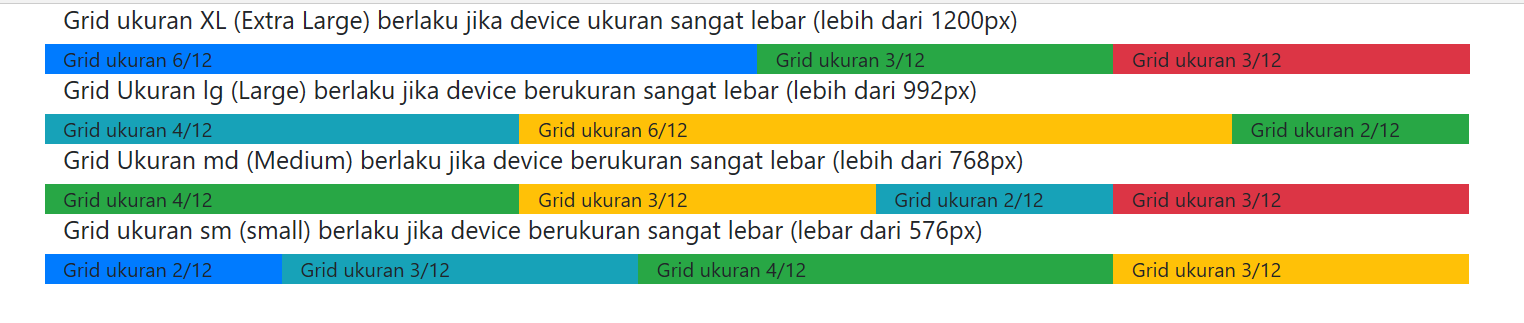 Grid ukuran XL (Extra Large) berlaku jika device ukuran sangat lebar (lebih dari 1200px)
Grid ukuran 6/12 Grid ukuran 3/12 Grid ukuran 3/12
Grid Ukuran lg (Large) berlaku jika device berukuran sangat lebar (lebih dari 992px)
Grid ukuran 4/12 Grid ukuran 6/12 Grid ukuran 2/12
Grid Ukuran md (Medium) berlaku jika device berukuran sangat lebar (lebih dari 768px)
Grid ukuran 4/12 Grid ukuran 3/12 Grid ukuran 2/12 Grid ukuran 3/12
Grid ukuran sm (small) berlaku jika device berukuran sangat lebar (lebar dari 576px)
Grid ukuran 2/12 Grid ukuran 3/12 Grid ukuran 4/12 Grid ukuran 3/12